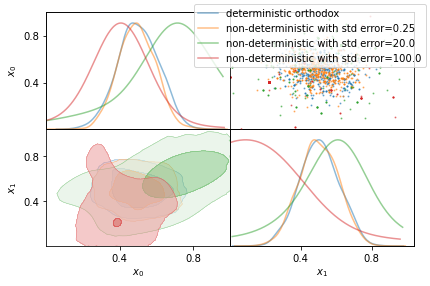 deterministic orthodox
non-deterministic with std error=0.25
non-deterministic with std error=20.0
non-deterministic with std error=100.0
0.8
0.4
x₀
0.8
0.4
x₁
0.4 0.8
x₀
0.4 0.8
x₁